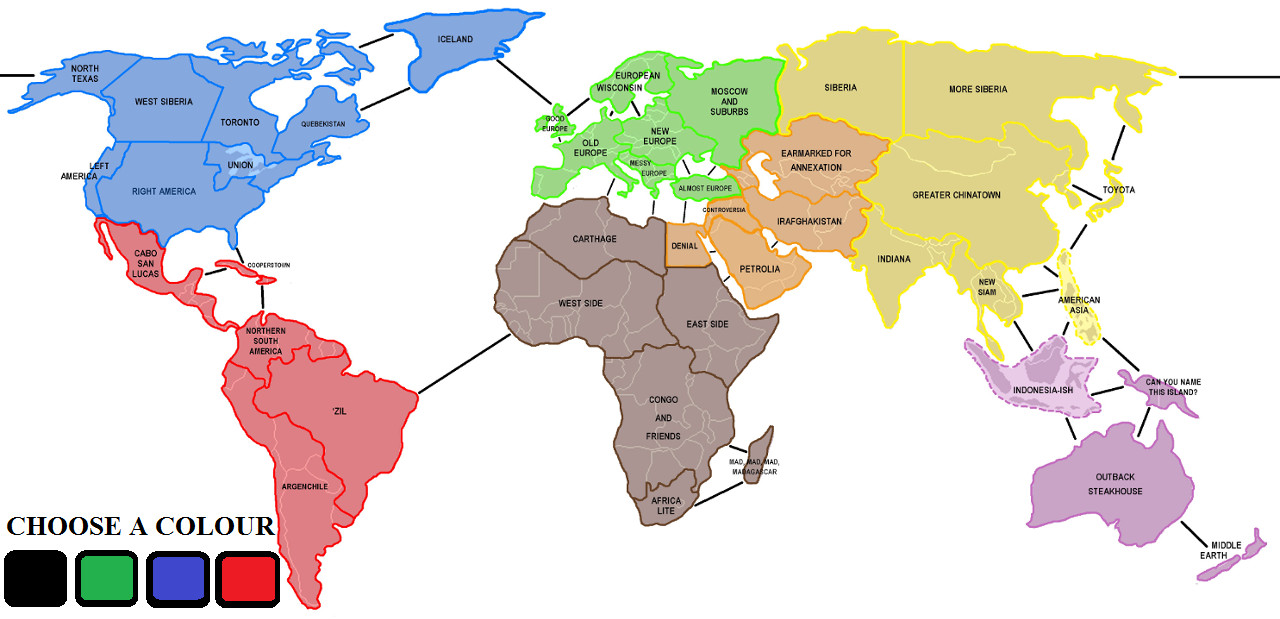 ICELAND
NORTH
TEXAS
WEST SIBERIA
TORONTO
QUEBEKISTAN
LEFT
AMERICA
RIGHT AMERICA
UNION
CABO
SAN
LUCAS
COOPERSTOWN
NORTHERN
SOUTH
AMERICA
'ZIL
ARGENCHILE
EUROPEAN
WISCONSIN
GOOD
EUROPE
OLD
EUROPE
NEW
EUROPE
MESSY
EUROPE
MOSCOW
AND
SUBURBS
ALMOST EUROPE
CARTHAGE
DENIAL
WEST SIDE
EAST SIDE
CONGO
AND
FRIENDS
MAD, MAD, MAD,
MADAGASCAR
AFRICA
LITE
CONTROVERSIA
EARMARKED FOR
ANNEXATION
IRAFGHAKISTAN
PETROLIA
SIBERIA
MORE SIBERIA
GREATER CHINATOWN
TOYOTA
INDIANA
NEW
SIAM
AMERICAN
ASIA
INDONESIA-ISH
CAN YOU NAME
THIS ISLAND?
OUTBACK
STEAKHOUSE
MIDDLE
EARTH
CHOOSE A COLOUR